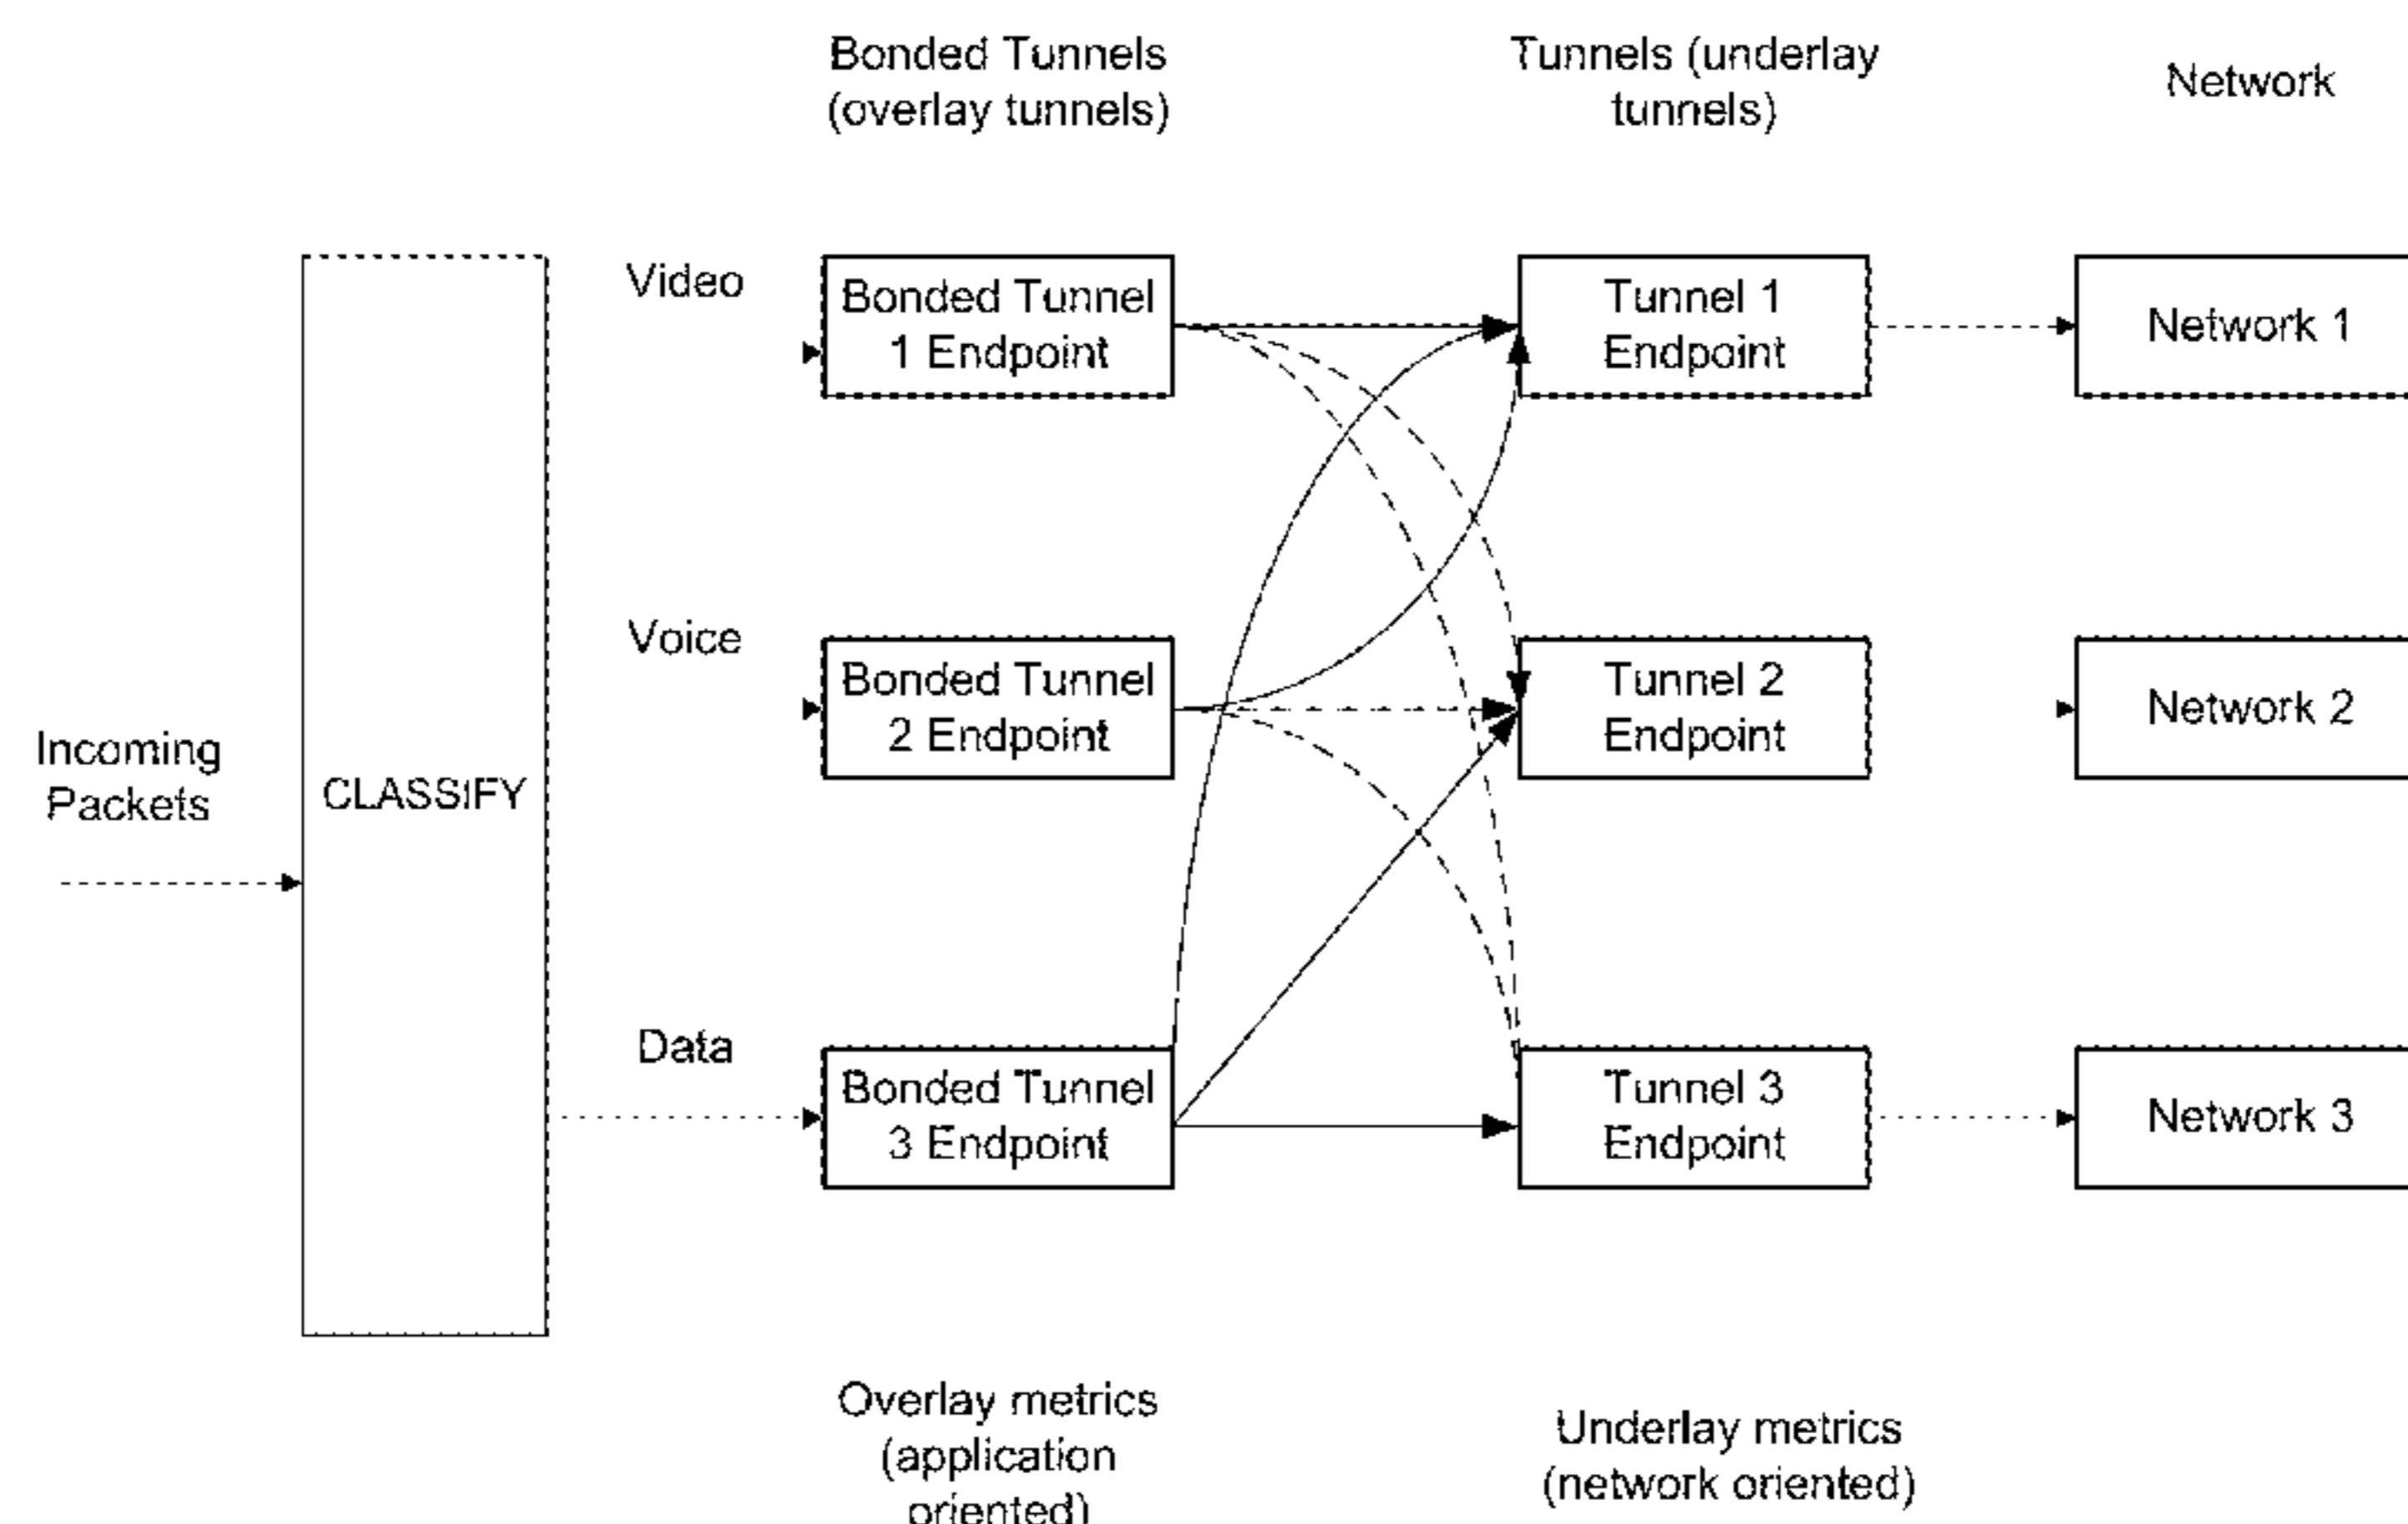 Bonded Tunnels
(overlay tunnels)
Tunnels (underlay
tunnels)
Network
Video
Bonded Tunnel
1 Endpoint
Tunnel 1
Endpoint
Network 1
Voice
Bonded Tunnel
2 Endpoint
Tunnel 2
Endpoint
Network 2
Incoming
Packets
CLASSIFY
Data
Bonded Tunnel
3 Endpoint
Tunnel 3
Endpoint
Network 3
Overlay metrics
(application
oriented)
Underlay metrics
(network oriented)